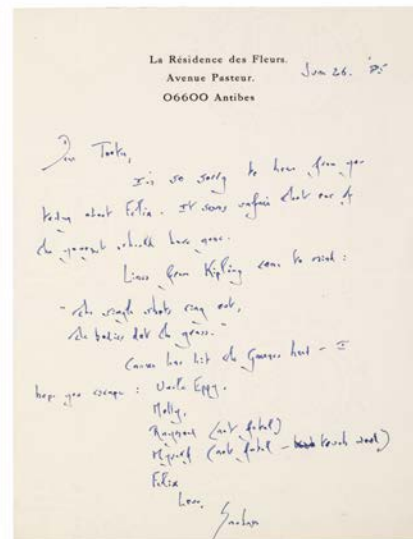 La Résidence des Fleurs.
Avenue Pasteur.
06600 Antibes
June 26. '85
Dear
I'm so sorry to hear from you
today about Felix. It seems unfair that one of
the youngest should have gone.
Lines from Kipling come to mind:
"The single shots ring out,
the bodies dot the grass."
Cancer has hit the Greenes hard – I
hope you escape: Uncle Eppy,
Molly,
Raymond (not fatal)
Myself (not fatal – touch wood)
Felix
Love,
Graham